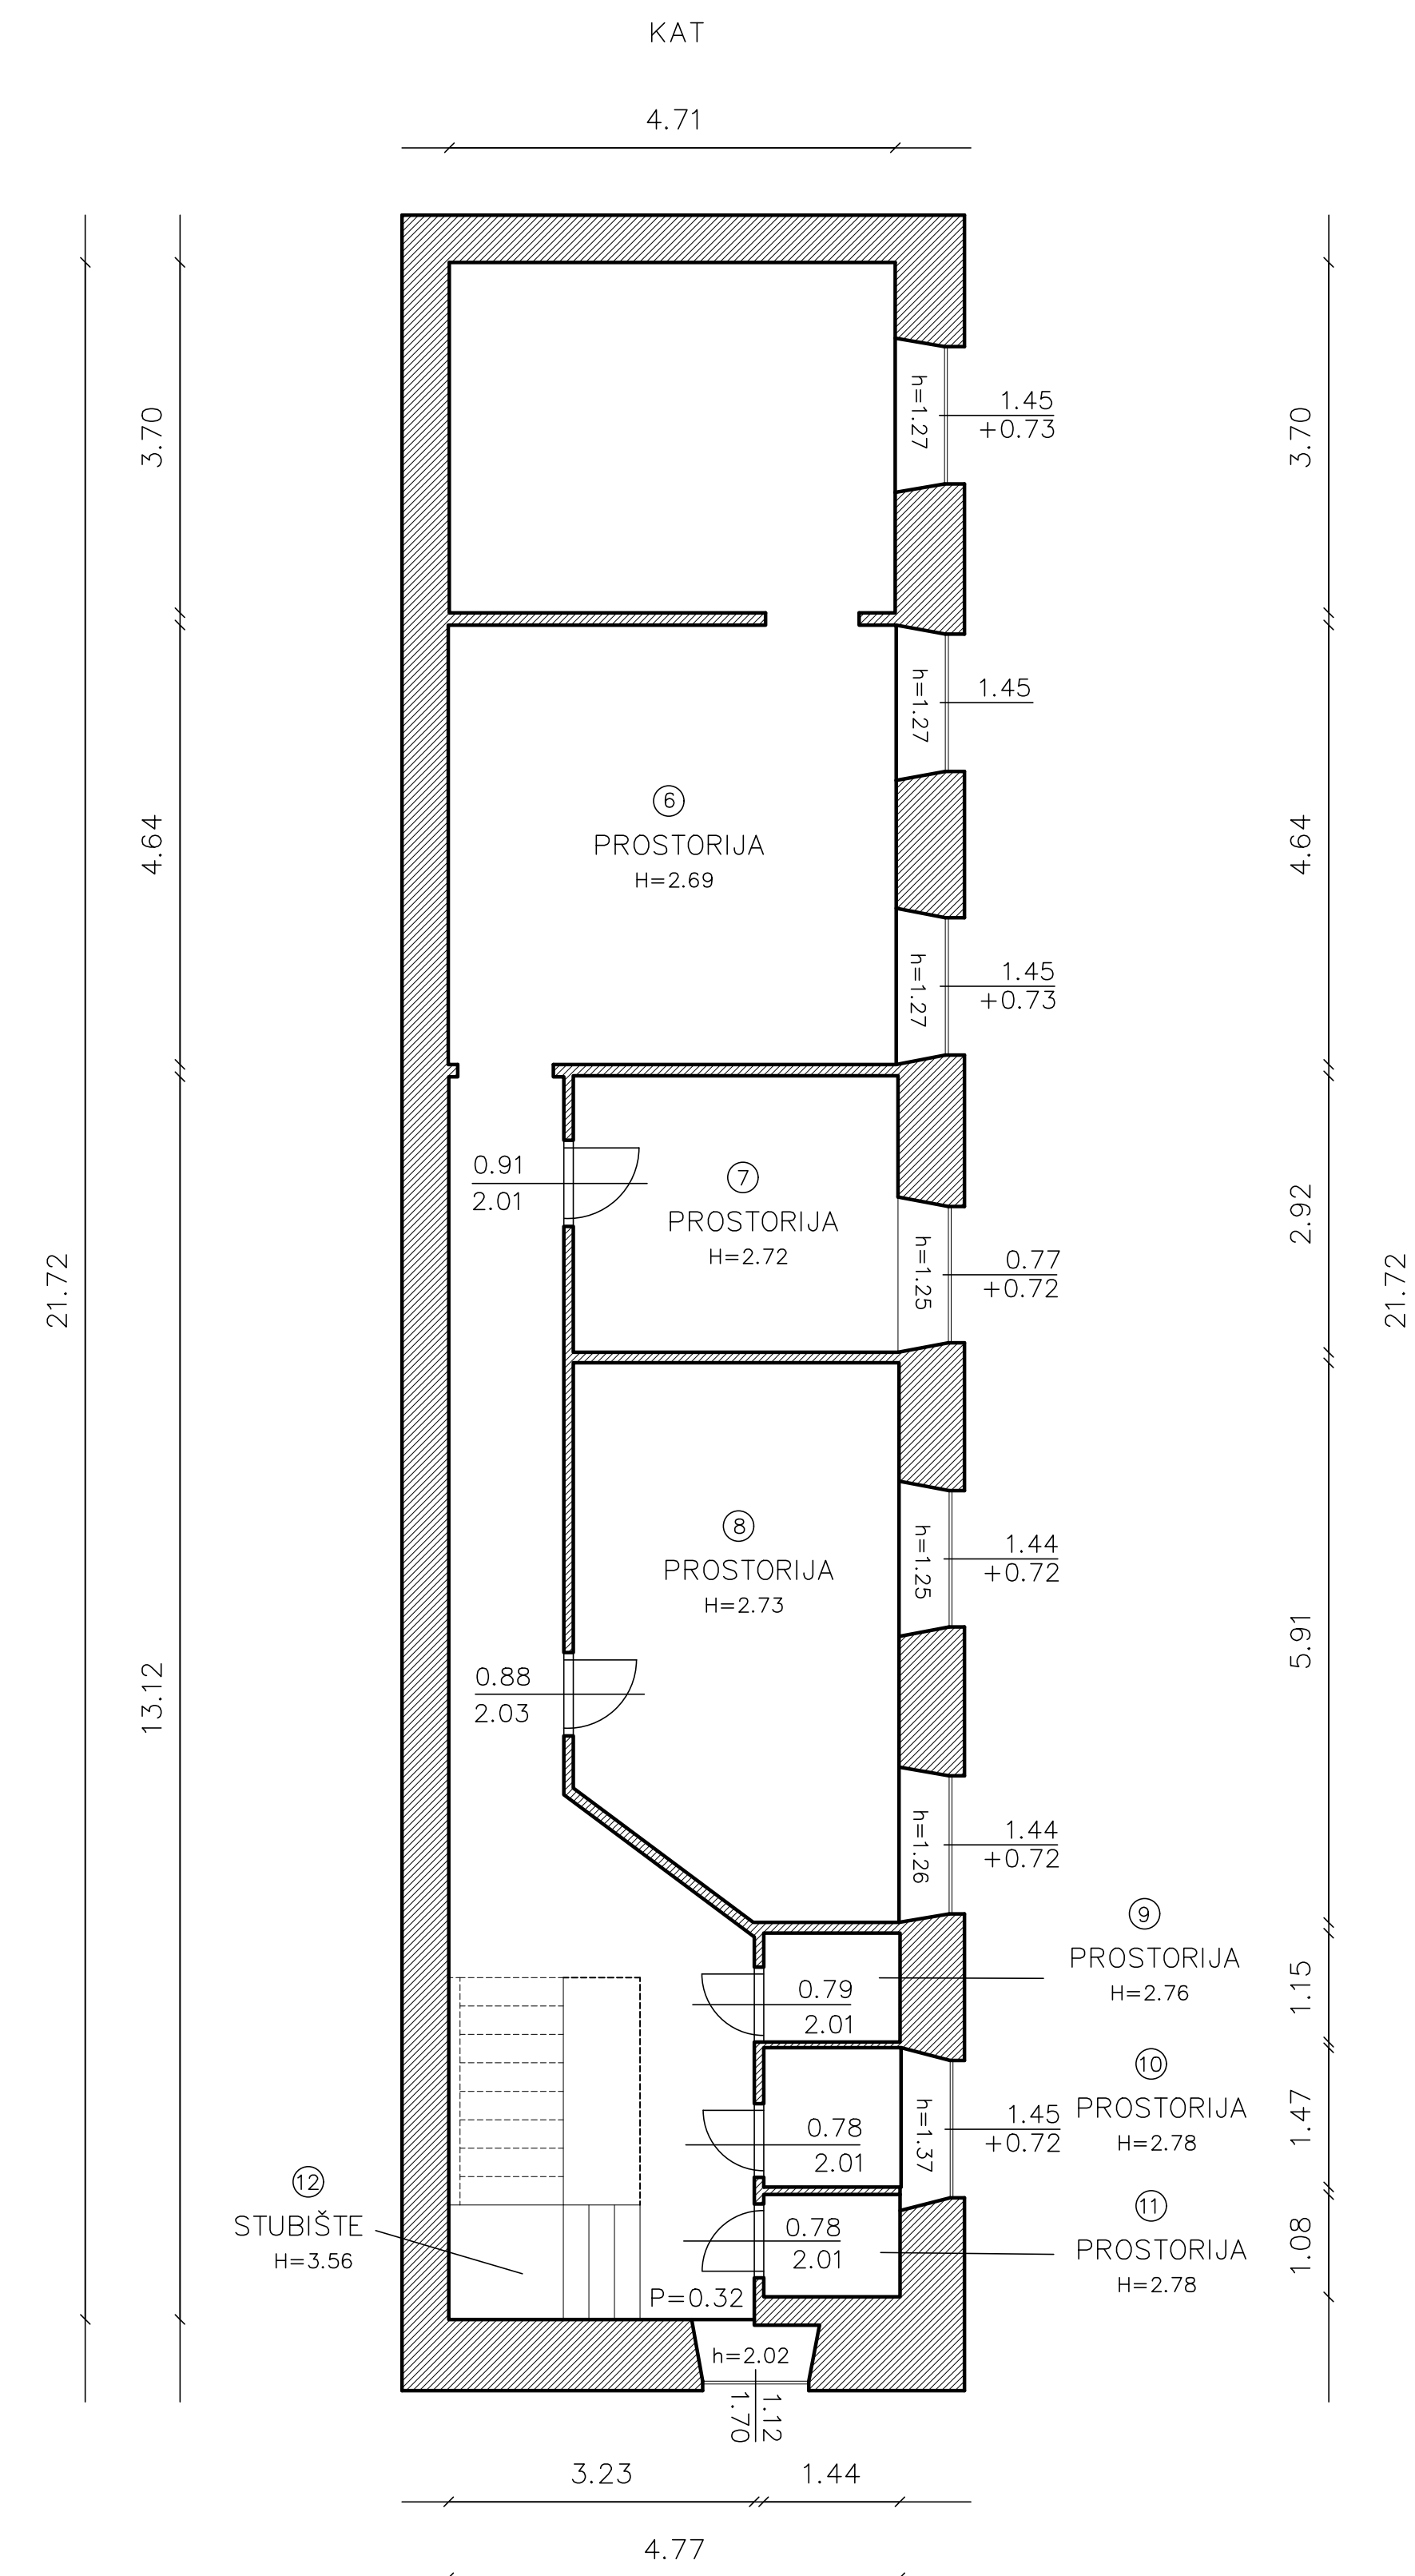 KAT
4.71
3.70
h=1.27
1.45
+0.73
3.70
h=1.27
1.45
4.64
6
PROSTORIJA
H=2.69
4.64
h=1.27
1.45
+0.73
0.91
2.01
7
PROSTORIJA
H=2.72
2.92
h=1.25
0.77
+0.72
21.72
21.72
8
PROSTORIJA
H=2.73
h=1.25
1.44
+0.72
13.12
0.88
2.03
5.91
h=1.26
1.44
+0.72
9
PROSTORIJA
H=2.76
0.79
2.01
1.15
10
PROSTORIJA
H=2.78
0.78
2.01
h=1.37
1.45
+0.72
1.47
12
STUBIŠTE
H=3.56
11
PROSTORIJA
H=2.78
0.78
2.01
1.08
P=0.32
h=2.02
1.12
1.70
3.23
1.44
4.77